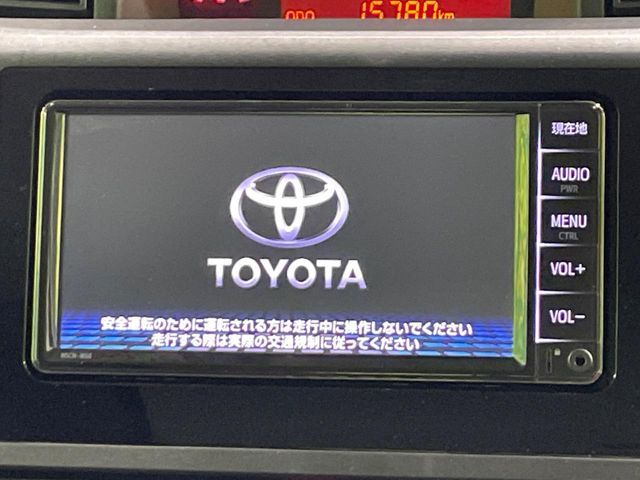 ODO 15780km
現在地
AUDIO
PWR
MENU
CTRL
VOL+
VOL-
TOYOTA
安全運転のために運転される方は走行中に操作しないでください
走行する際は実際の交通規制に従ってください